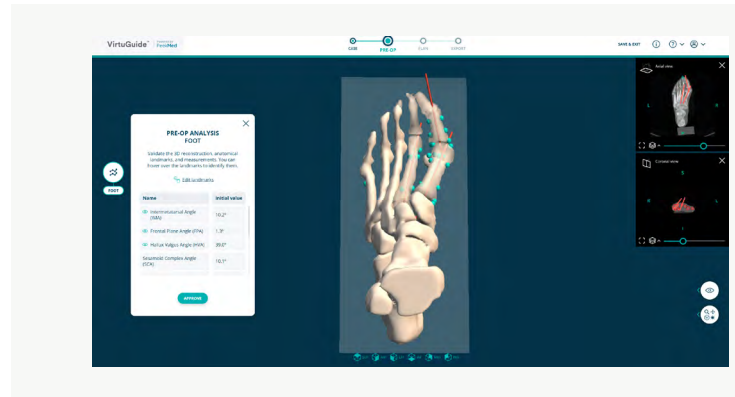 VirtuGuide™
PeekMed
CASE
PRE-OP
PLAN
EXPORT
SAVE & EXIT
PRE-OP ANALYSIS
FOOT
Validate the 3D reconstruction, anatomical
landmarks, and measurements. You can
hover over the landmarks to identify them.
Edit landmarks
Name
Initial value
Intermetatarsal Angle
(IMA)
Frontal Plane Angle (FPA)
1.3°
Hallux Valgus Angle (HVA)
39.0°
Sesamoid Complex Angle
(SCA)
10.1°
APPROVE
FOOT
Axial view
L
R
Coronal view
S
R
L
I